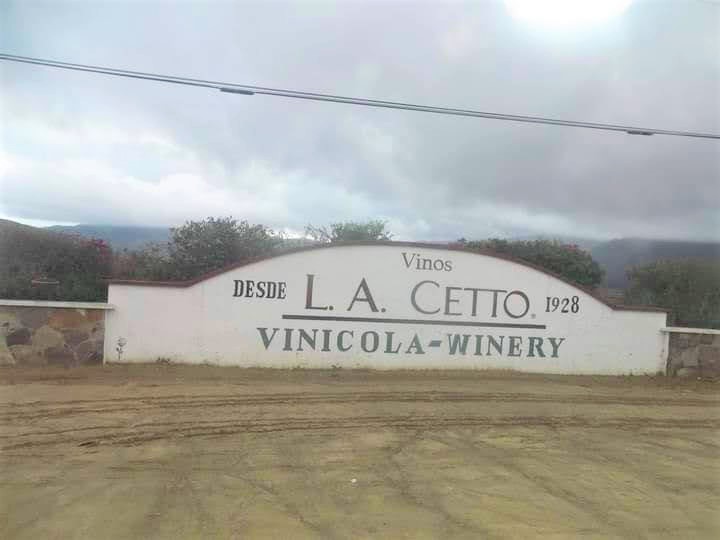 Vinos
DESDE L. A. CETTO. 1928
VINICOLA-WINERY